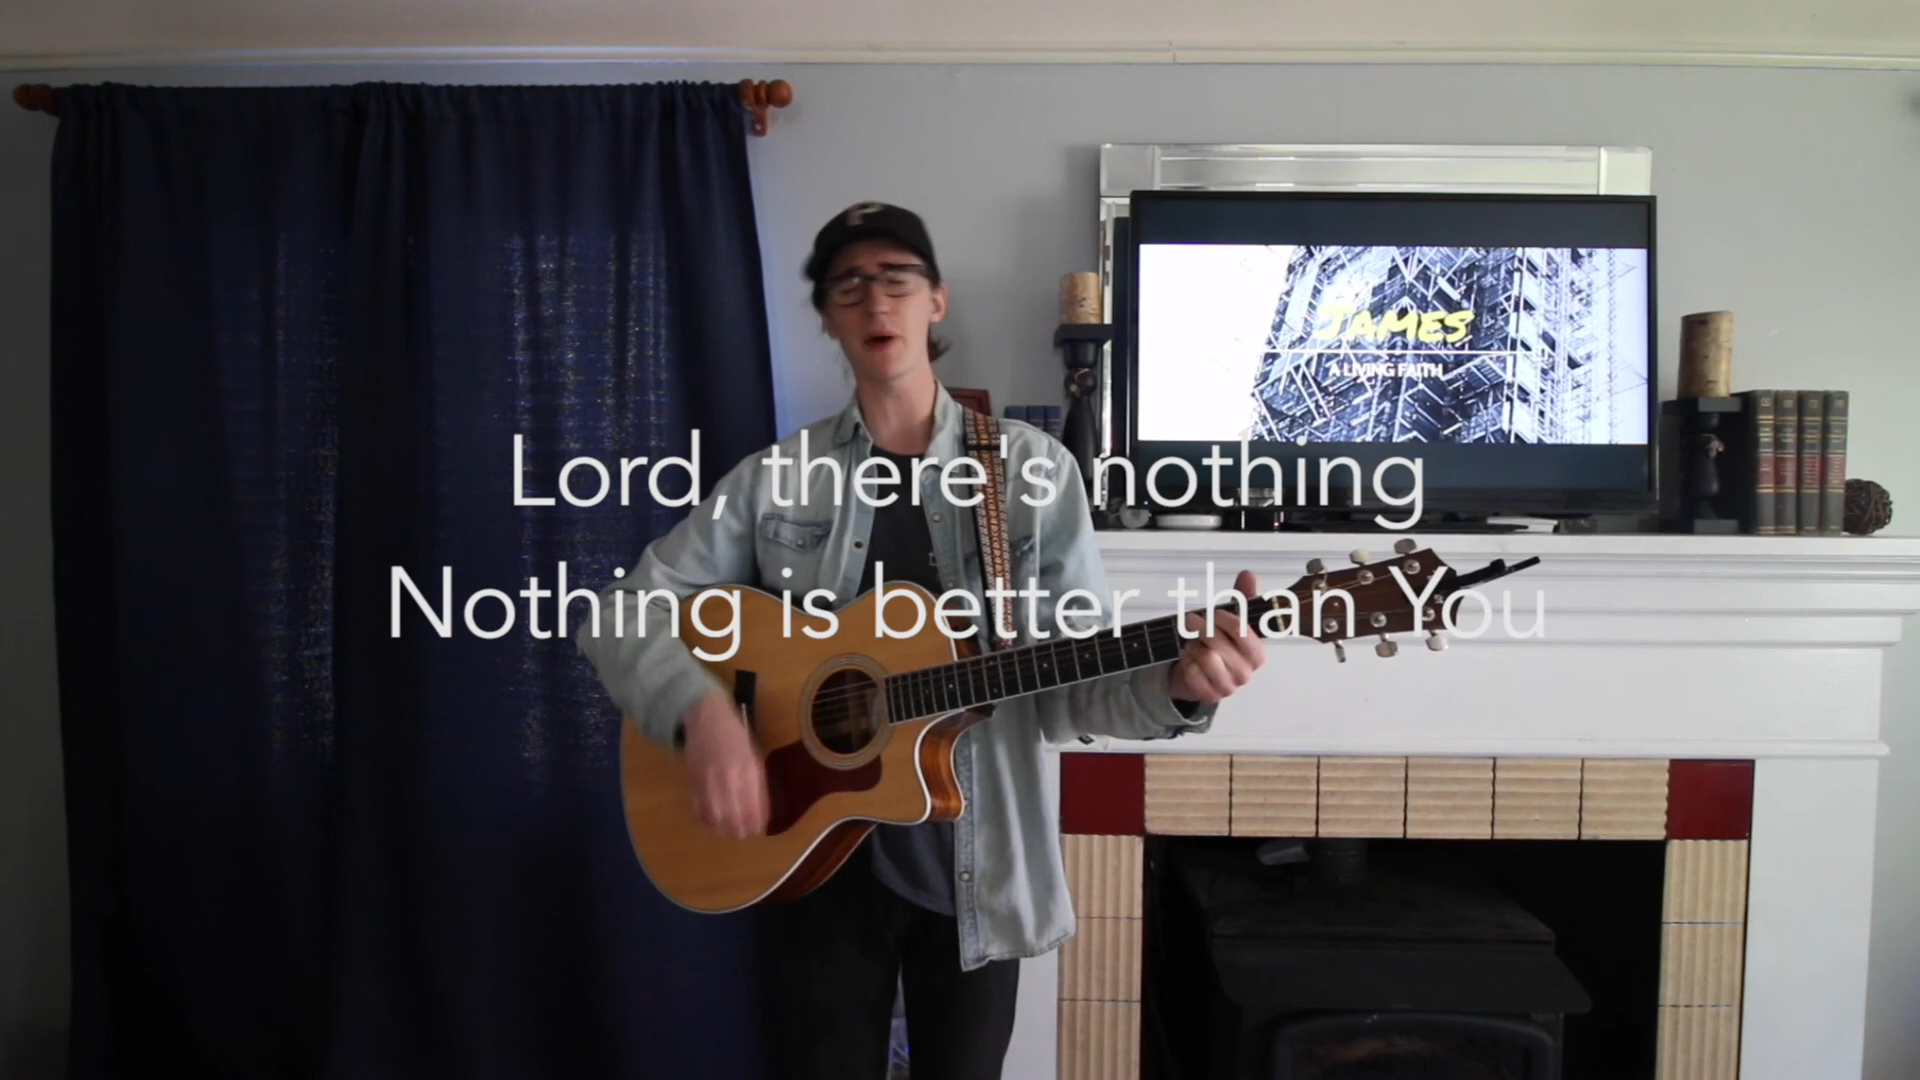 P
JAMES
A LIVING FAITH
Lord, there's nothing
Nothing is better than You